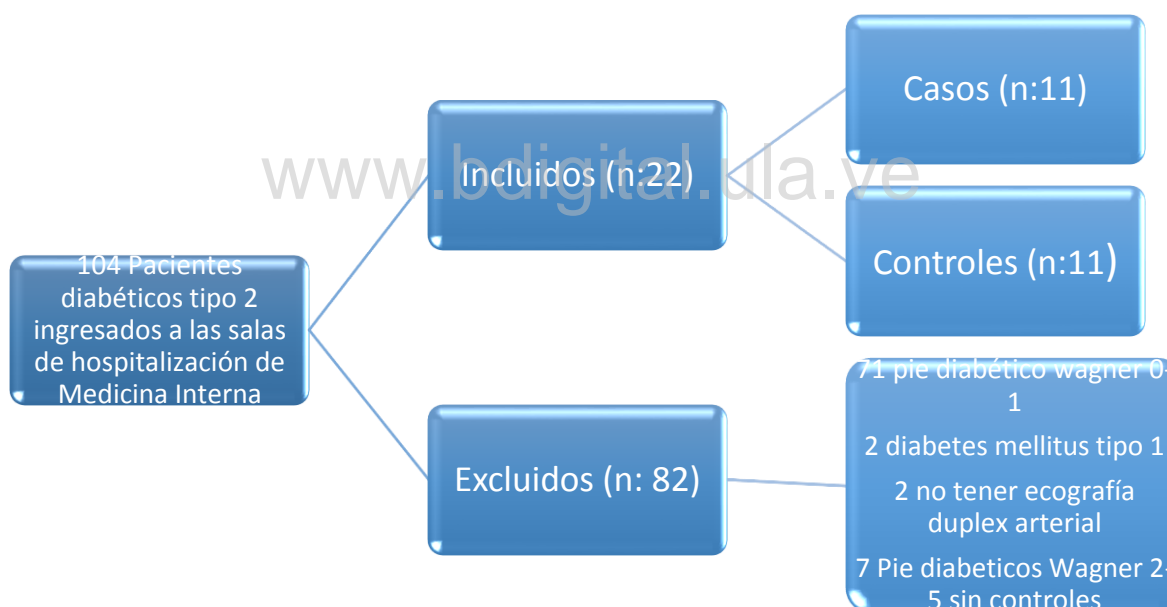 Casos (n:11)
www.bdigital.ula.ve
Incluidos (n:22)
Controles (n:11)
104 Pacientes
diabéticos tipo 2
ingresados a las salas
de hospitalización de
Medicina Interna
Excluidos (n: 82)
71 pie diabético wagner 0-
1
2 diabetes mellitus tipo 1
2 no tener ecografía
duplex arterial
7 Pie diabeticos Wagner 2-
5 sin controles